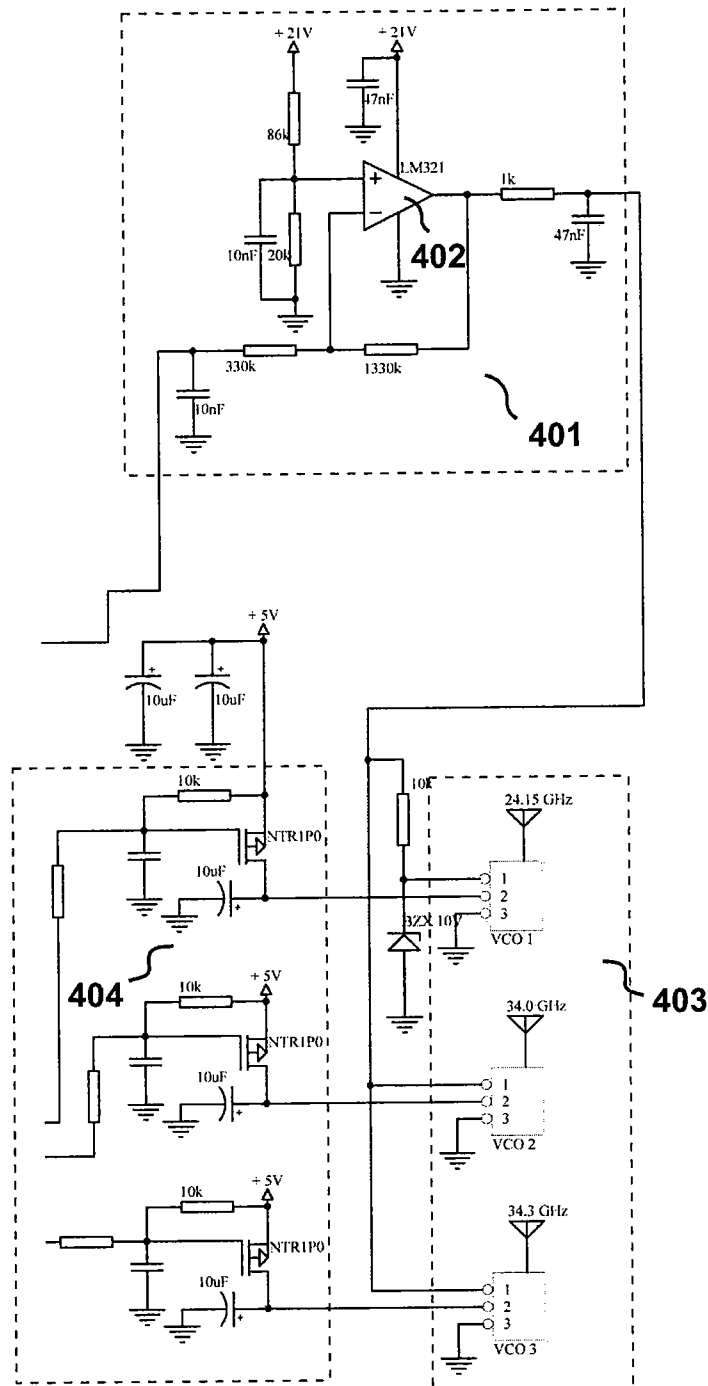 + 21V
+ 21V
47nF
86k
LM321
1k
402
47nF
10nF
20k
330k
1330k
10nF
401
+ 5V
10uF
10uF
10k
NTR1P0
10uF
404
+ 5V
10k
NTR1P0
10uF
+ 5V
10k
NTR1P0
10uF
10k
BZX 10V
24.15 GHz
1
2
3
VCO 1
403
34.0 GHz
1
2
3
VCO 2
34.3 GHz
1
2
3
VCO 3